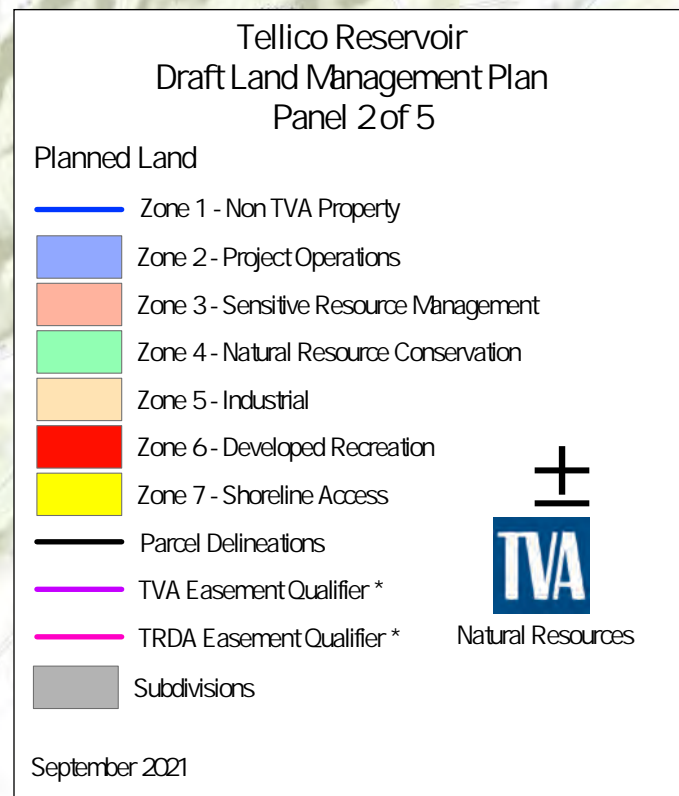 Tellico Reservoir
Draft Land Management Plan
Panel 2 of 5
Planned Land
Zone 1 - Non TVA Property
Zone 2 - Project Operations
Zone 3 - Sensitive Resource Management
Zone 4 - Natural Resource Conservation
Zone 5 - Industrial
Zone 6 - Developed Recreation
Zone 7 - Shoreline Access
Parcel Delineations
TVA Easement Qualifier *
TRDA Easement Qualifier *
Subdivisions
±
TVA
Natural Resources
September 2021